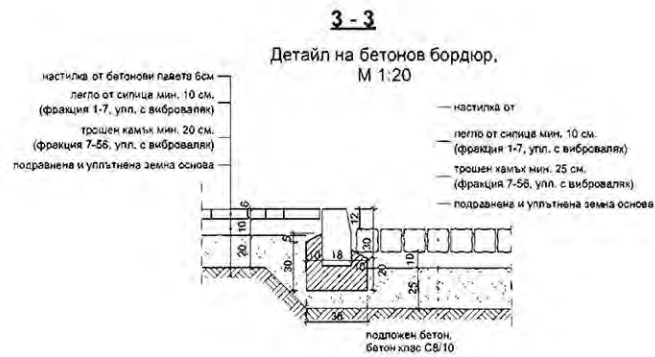 3 - 3
Детайл на бетонов бордюр,
М 1:20
настилка от бетонови павета 6см
легло от сипица мин. 10 см.
(фракция 1-7, упл. с виброваляк)
трошен камък мин. 20 см.
(фракция 7-56, упл. с виброваляк)
подравнена и уплътнена земна основа
настилка от
легло от сипица мин. 10 см.
(фракция 1-7, упл. с виброваляк)
трошен камък мин. 25 см.
(фракция 7-56, упл. с виброваляк)
подравнена и уплътнена земна основа
6
10
20
5
30
10
18
12
30
20
10
25
подложен бетон,
бетон клас С8/10